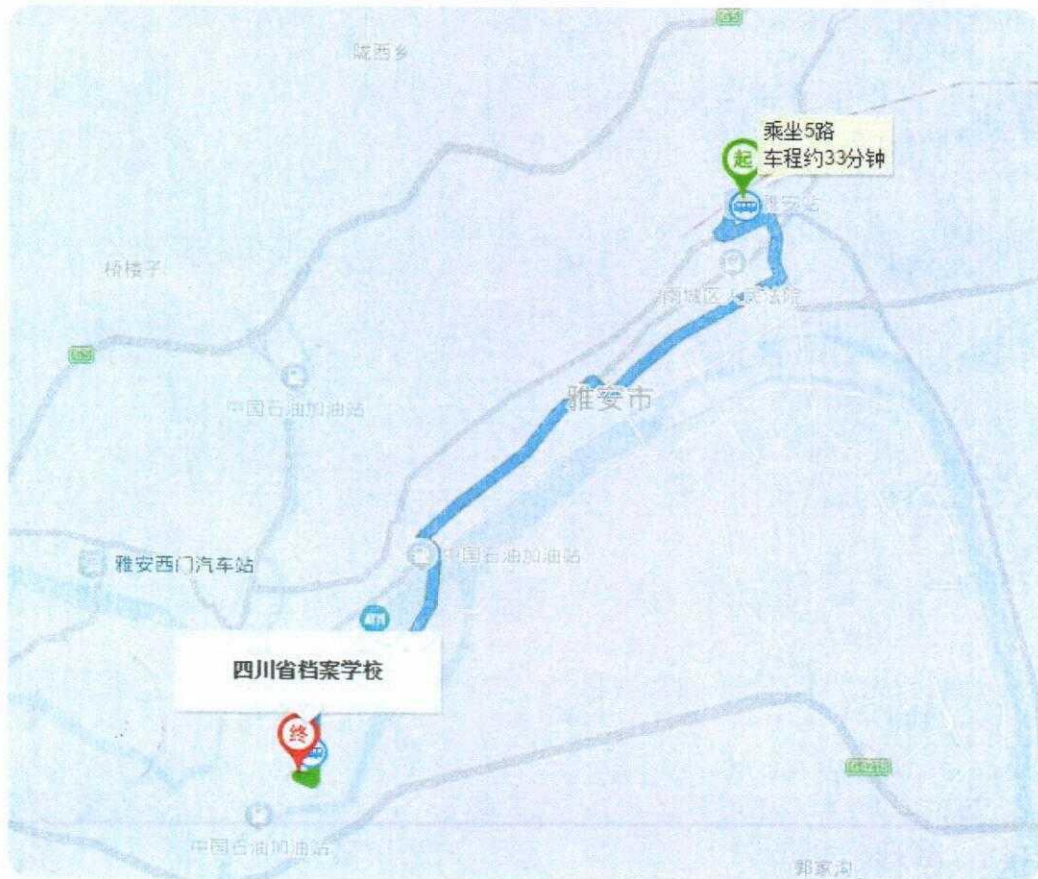 G5
陇西乡
乘坐5路
车程约33分钟
起
雅安站
桥楼子
雨城区人民法院
中国石油加油站
雅安市
中国石油加油站
雅安西门汽车站
四川省档案学校
终
G4218
中国石油加油站
郭家沟